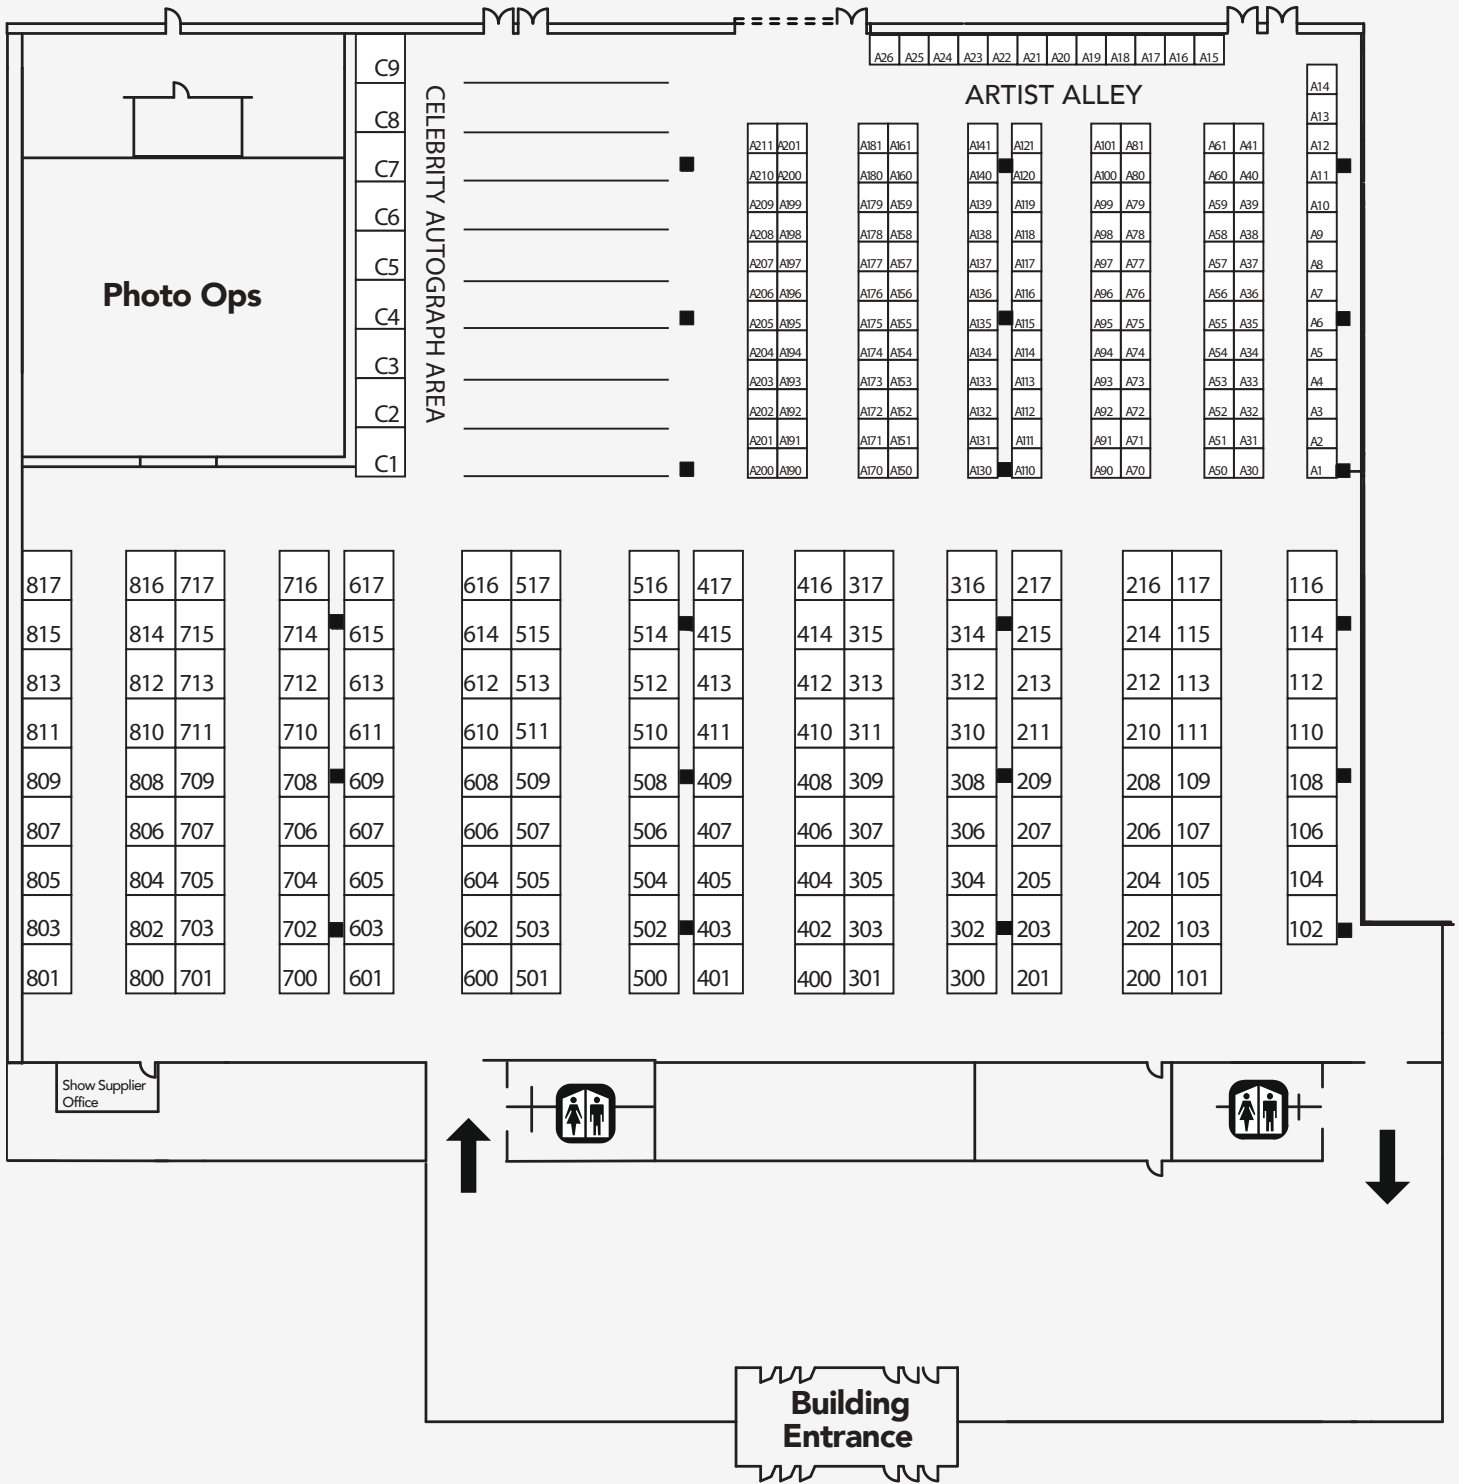 A26 A25 A24 A23 A22 A21 A20 A19 A18 A17 A16 A15
C9
A14
ARTIST ALLEY
C8
A13
A211 A201 A181 A161 A141 A121 A101 A81 A61 A41 A12
C7
A210 A200 A180 A160 A140 A120 A100 A80 A60 A40 A11
A209 A199 A179 A159 A139 A119 A99 A79 A59 A39 A10
C6
A208 A198 A178 A158 A138 A118 A98 A78 A58 A38 A9
CELEBRITY AUTOGRAPH AREA
C5
A207 A197 A177 A157 A137 A117 A97 A77 A57 A37 A8
Photo Ops
A206 A196 A176 A156 A136 A116 A96 A76 A56 A36 A7
C4
A205 A195 A175 A155 A135 A115 A95 A75 A55 A35 A6
A204 A194 A174 A154 A134 A114 A94 A74 A54 A34 A5
C3
A203 A193 A173 A153 A133 A113 A93 A73 A53 A33 A4
C2
A202 A192 A172 A152 A132 A112 A92 A72 A52 A32 A3
A201 A191 A171 A151 A131 A111 A91 A71 A51 A31 A2
C1
A200 A190 A170 A150 A130 A110 A90 A70 A50 A30 A1
817 816 717 716 617 616 517 516 417 416 317 316 217 216 117 116
815 814 715 714 615 614 515 514 415 414 315 314 215 214 115 114
813 812 713 712 613 612 513 512 413 412 313 312 213 212 113 112
811 810 711 710 611 610 511 510 411 410 311 310 211 210 111 110
809 808 709 708 609 608 509 508 409 408 309 308 209 208 109 108
807 806 707 706 607 606 507 506 407 406 307 306 207 206 107 106
805 804 705 704 605 604 505 504 405 404 305 304 205 204 105 104
803 802 703 702 603 602 503 502 403 402 303 302 203 202 103 102
801 800 701 700 601 600 501 500 401 400 301 300 201 200 101
Show Supplier
Office
Building
Entrance